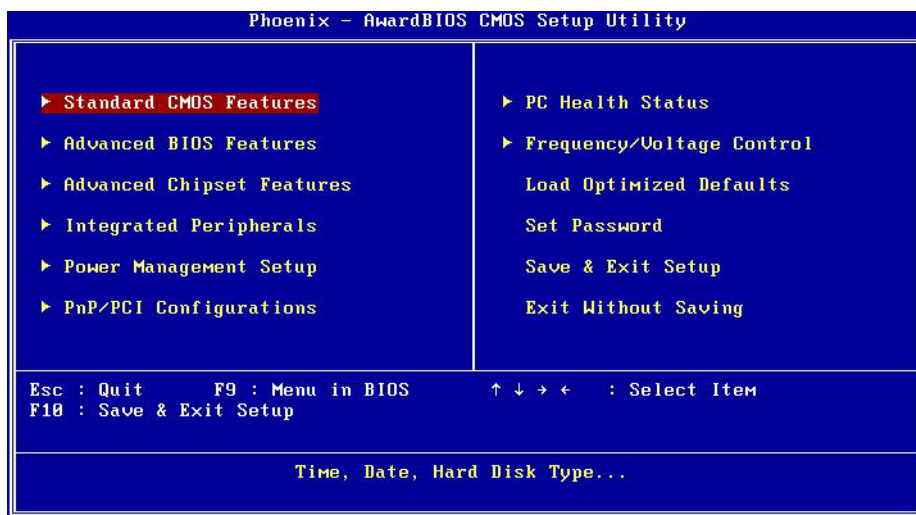 Phoenix - AwardBIOS CMOS Setup Utility
▶ Standard CMOS Features
▶ Advanced BIOS Features
▶ Advanced Chipset Features
▶ Integrated Peripherals
▶ Power Management Setup
▶ PnP/PCI Configurations
▶ PC Health Status
▶ Frequency/Voltage Control
Load Optimized Defaults
Set Password
Save & Exit Setup
Exit Without Saving
Esc : Quit F9 : Menu in BIOS ↑ ↓ → ← : Select Item
F10 : Save & Exit Setup
Time, Date, Hard Disk Type...